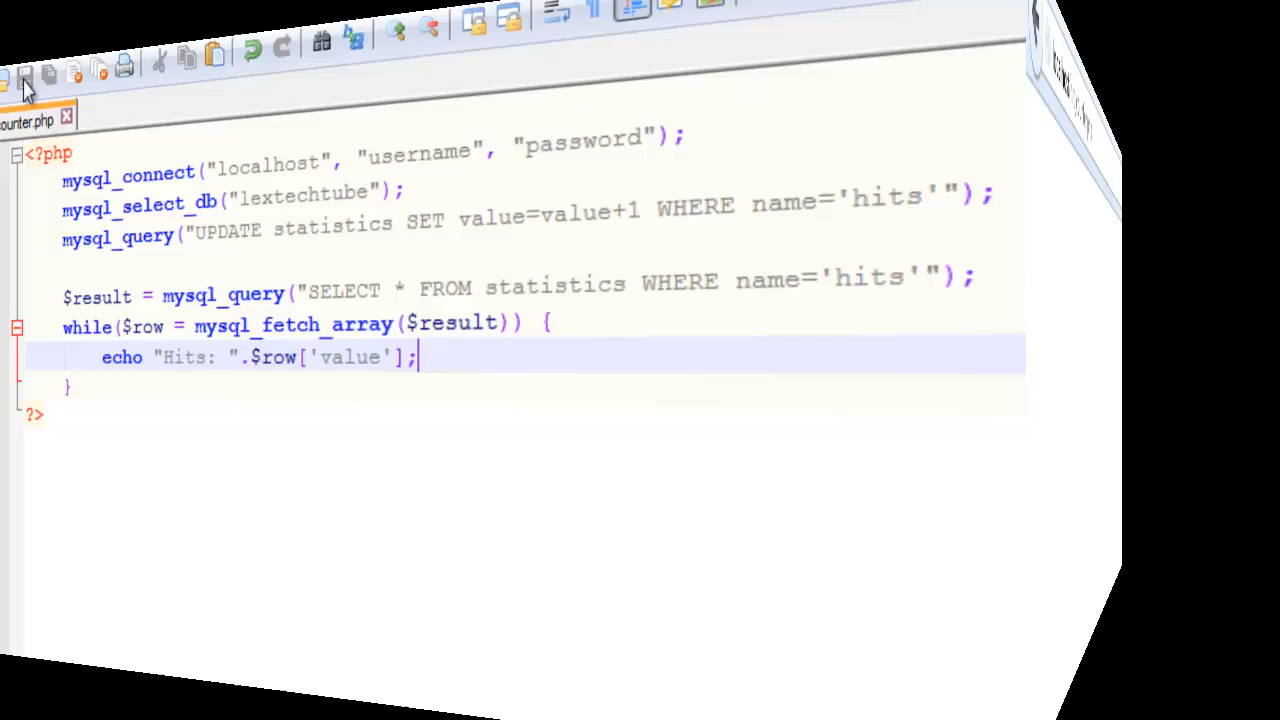 counter.php
<?php
mysql_connect("localhost", "username", "password");
mysql_select_db("lextechtube");
mysql_query("UPDATE statistics SET value=value+1 WHERE name='hits'");
$result = mysql_query("SELECT * FROM statistics WHERE name='hits'");
while($row = mysql_fetch_array($result)) {
echo "Hits: ".$row['value'];
}
?>